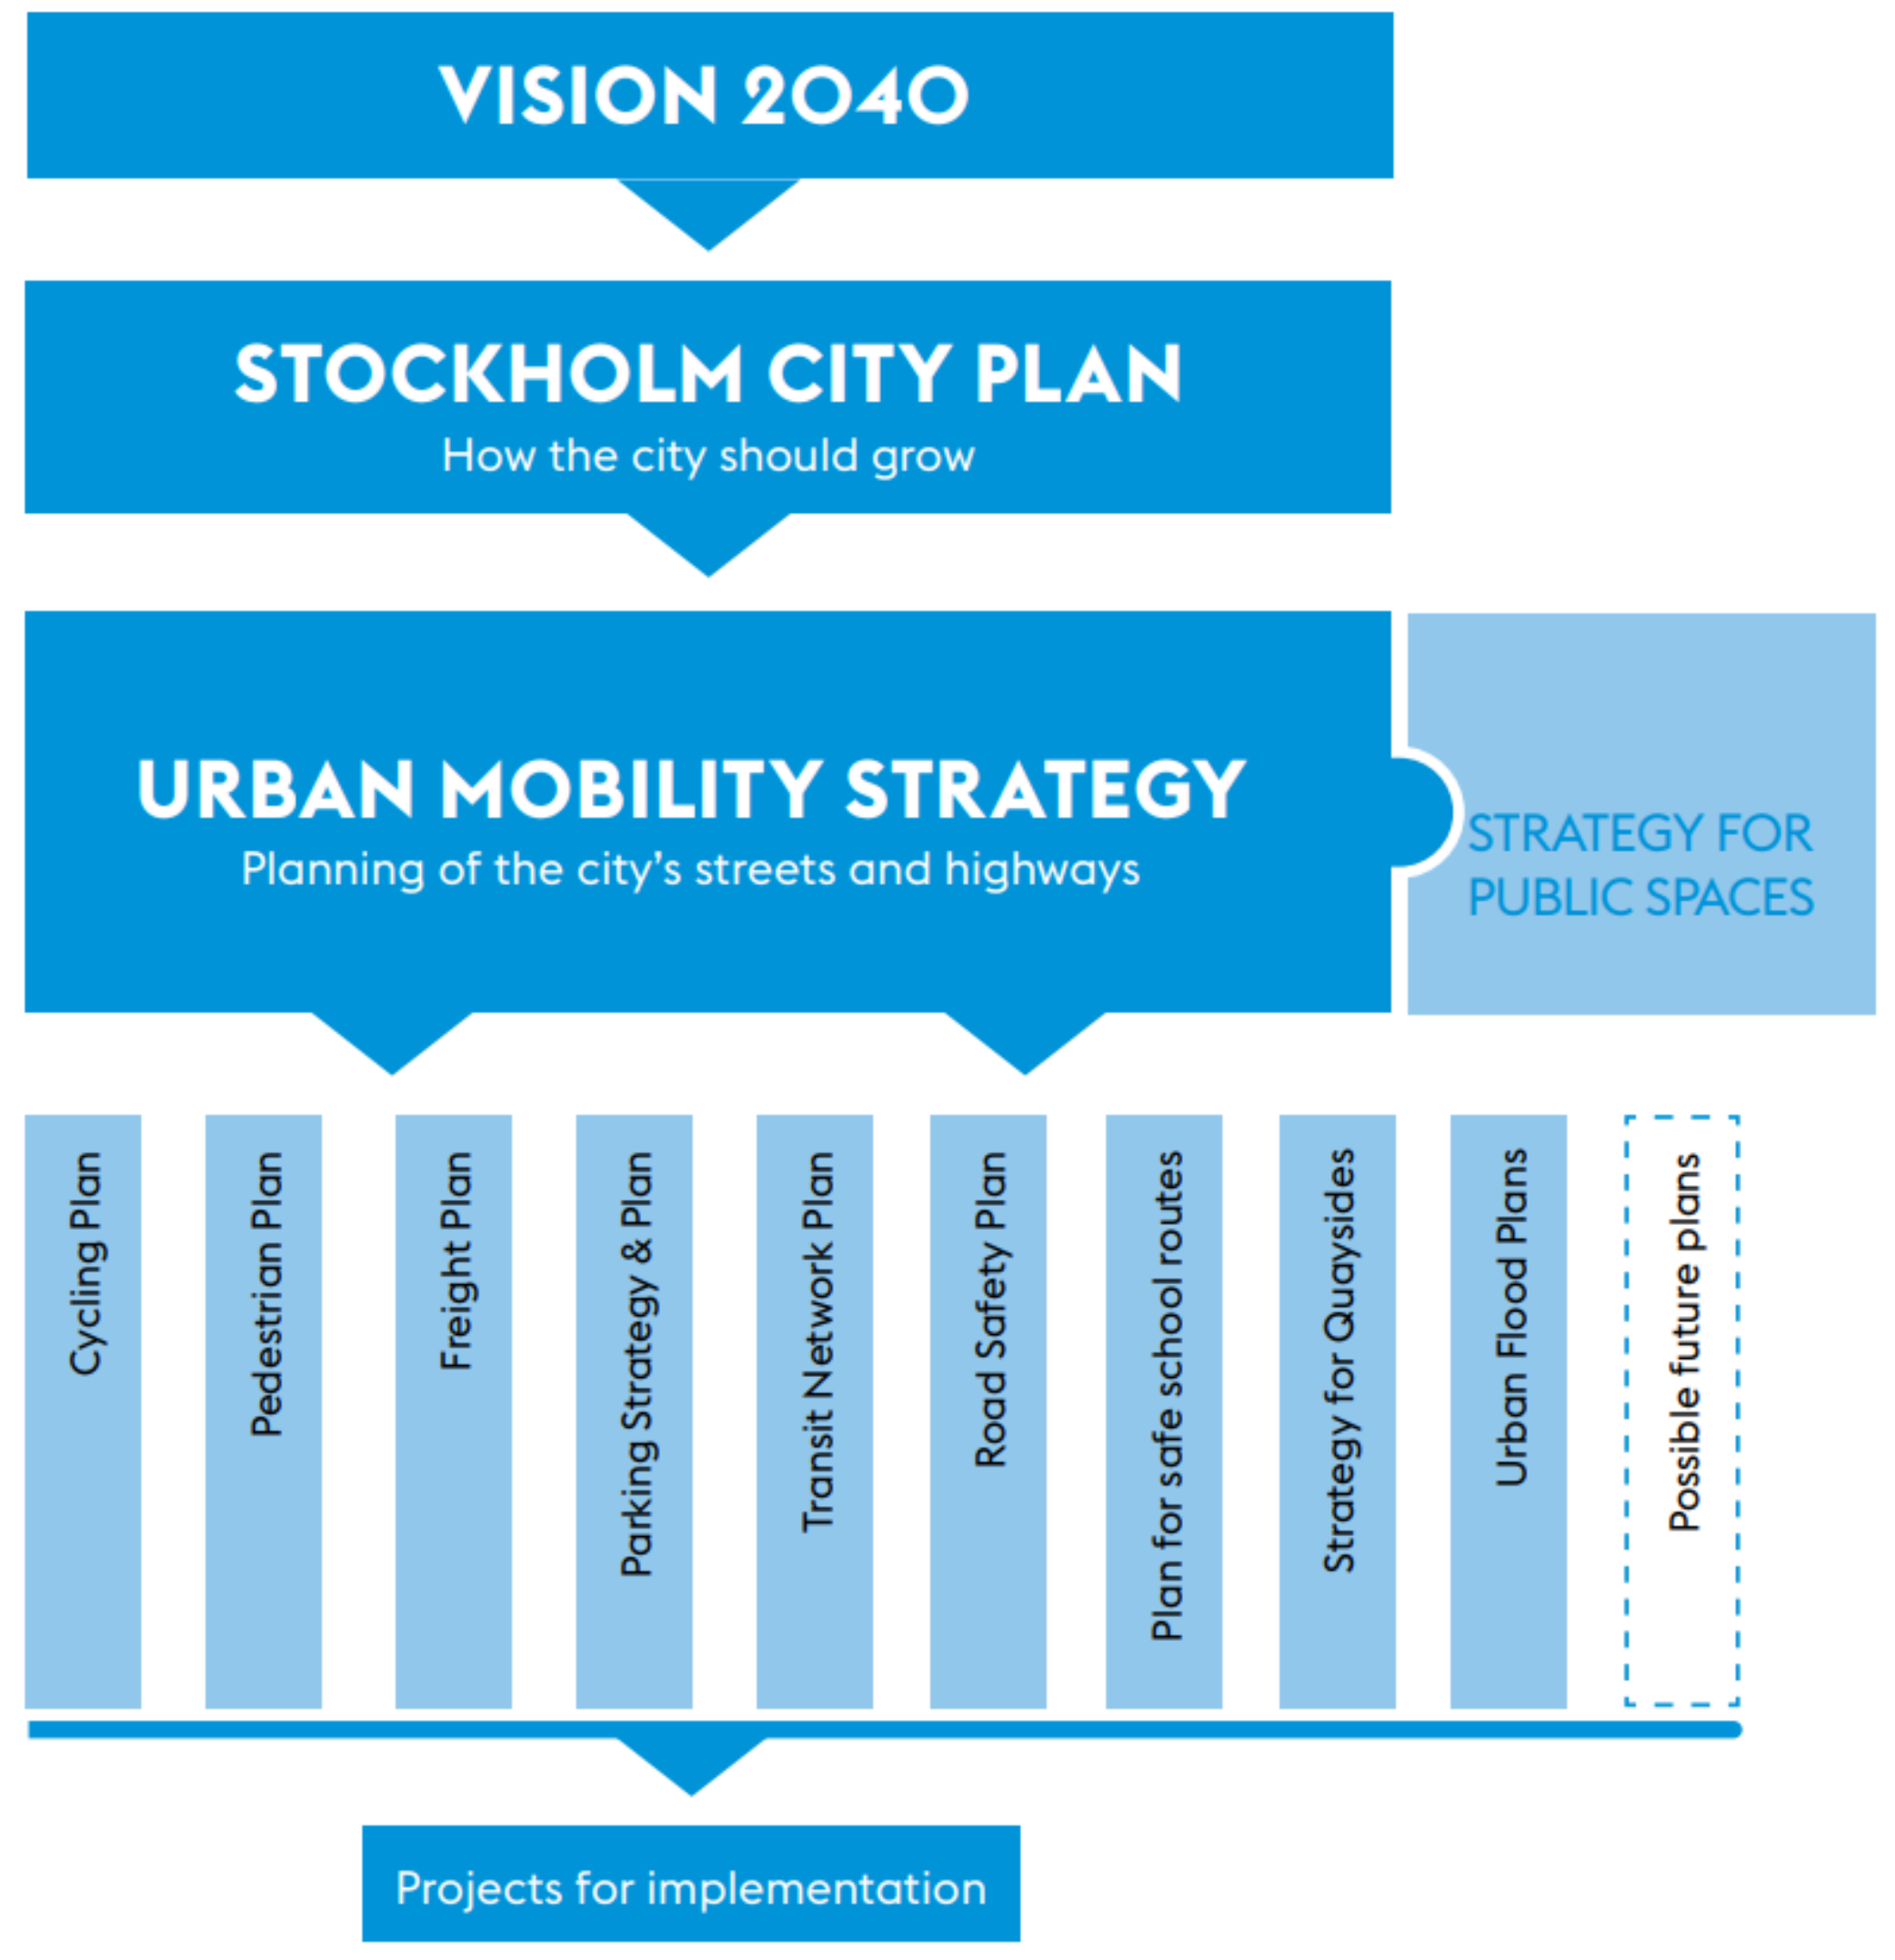 VISION 2040
STOCKHOLM CITY PLAN
How the city should grow
URBAN MOBILITY STRATEGY
Planning of the city’s streets and highways
STRATEGY FOR
PUBLIC SPACES
Cycling Plan
Pedestrian Plan
Freight Plan
Parking Strategy & Plan
Transit Network Plan
Road Safety Plan
Plan for safe school routes
Strategy for Quaysides
Urban Flood Plans
Possible future plans
Projects for implementation